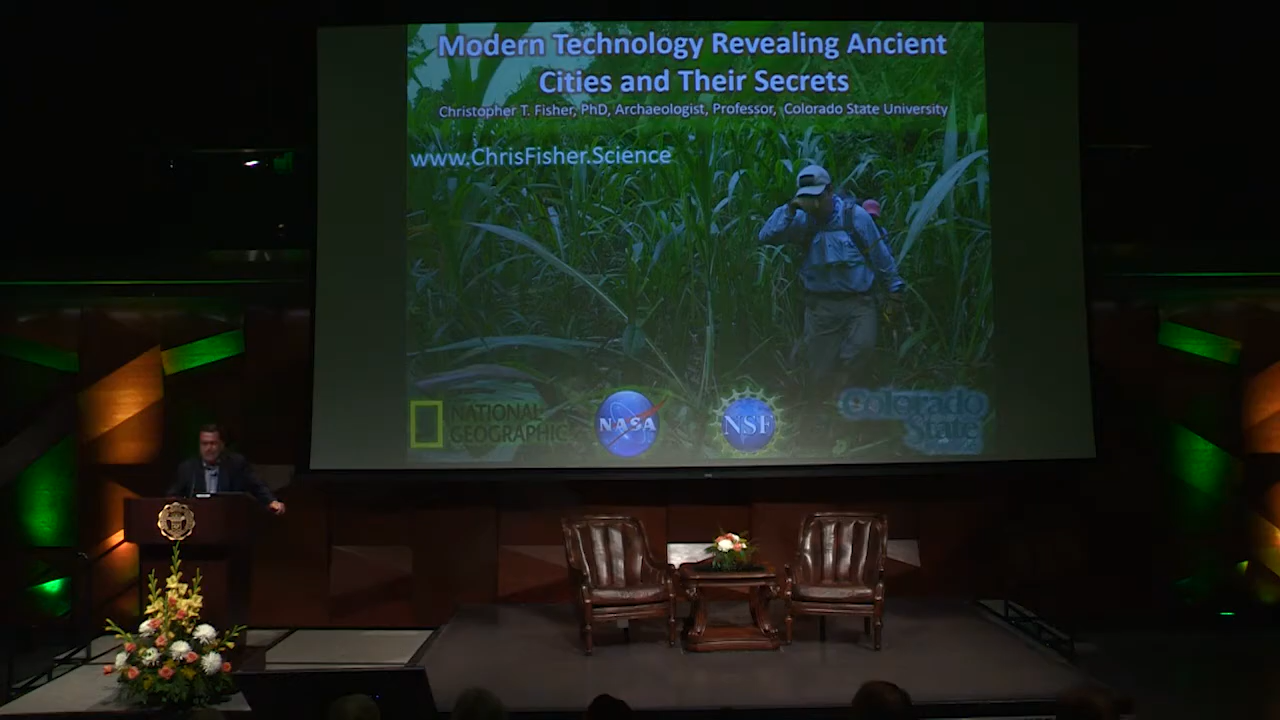 Modern Technology Revealing Ancient
Cities and Their Secrets
Christopher T. Fisher, PhD, Archaeologist, Professor, Colorado State University
www.ChrisFisher.Science
NATIONAL
GEOGRAPHIC
NASA
NSF
Colorado
State